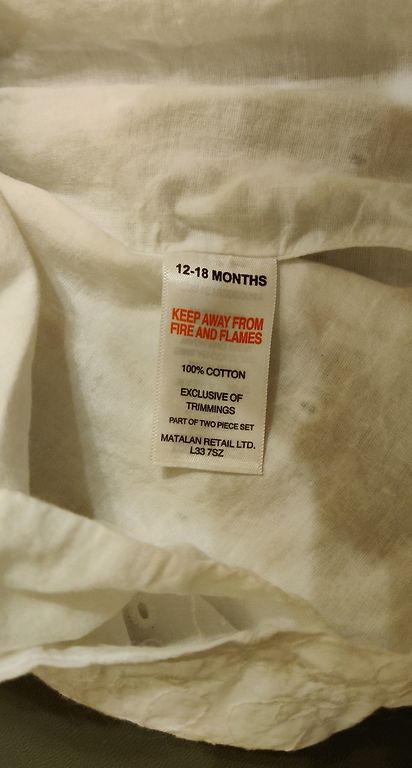 12-18 MONTHS
KEEP AWAY FROM
FIRE AND FLAMES
100% COTTON
EXCLUSIVE OF
TRIMMINGS
PART OF TWO PIECE SET
MATALAN RETAIL LTD.
L33 7SZ